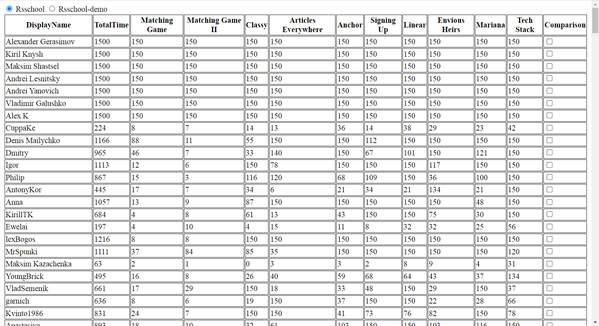 Rsschool Rsschool-demo
DisplayName TotalTime Matching Game Matching Game II Classy Articles Everywhere Anchor Signing Up Linear Envious Heirs Mariana Tech Stack Comparison
Alexander Gerasimov 1500 150 150 150 150 150 150 150 150 150 150
Kiril Knysh 1500 150 150 150 150 150 150 150 150 150 150
Maksim Shastsel 1500 150 150 150 150 150 150 150 150 150 150
Andrei Lesnitsky 1500 150 150 150 150 150 150 150 150 150 150
Andrei Yanovich 1500 150 150 150 150 150 150 150 150 150 150
Vladimir Galushko 1500 150 150 150 150 150 150 150 150 150 150
Alex K 1500 150 150 150 150 150 150 150 150 150 150
CuppaKe 224 8 7 14 13 36 14 38 29 23 42
Denis Mailychko 1166 88 11 55 150 150 112 150 150 150 150
Dmitry 965 46 7 33 140 150 67 101 150 121 150
Igor 1113 12 6 150 78 150 150 150 117 150 150
Philip 867 15 3 116 120 68 109 150 36 100 150
AntonyKor 445 17 7 34 6 21 34 21 134 21 150
Anna 1057 13 9 87 150 150 150 150 150 48 150
KirillTK 684 4 8 61 13 43 150 150 75 30 150
Ewelai 197 4 10 4 15 11 8 32 32 25 56
lexBogos 1216 8 8 150 150 150 150 150 150 150 150
MrSpunki 1111 37 84 85 35 150 150 150 150 150 120
Maksim Kazachenka 63 2 1 0 3 3 2 8 9 4 31
YoungBrick 495 16 8 26 40 59 68 64 43 37 134
VladSemenik 661 17 29 150 18 33 48 150 29 150 37
garnich 636 8 6 19 150 37 150 150 22 28 66
Kvinto1986 831 24 7 150 150 41 73 76 82 150 78
Anastasiya 893 18 10 32 61 103 150 150 103 116 150